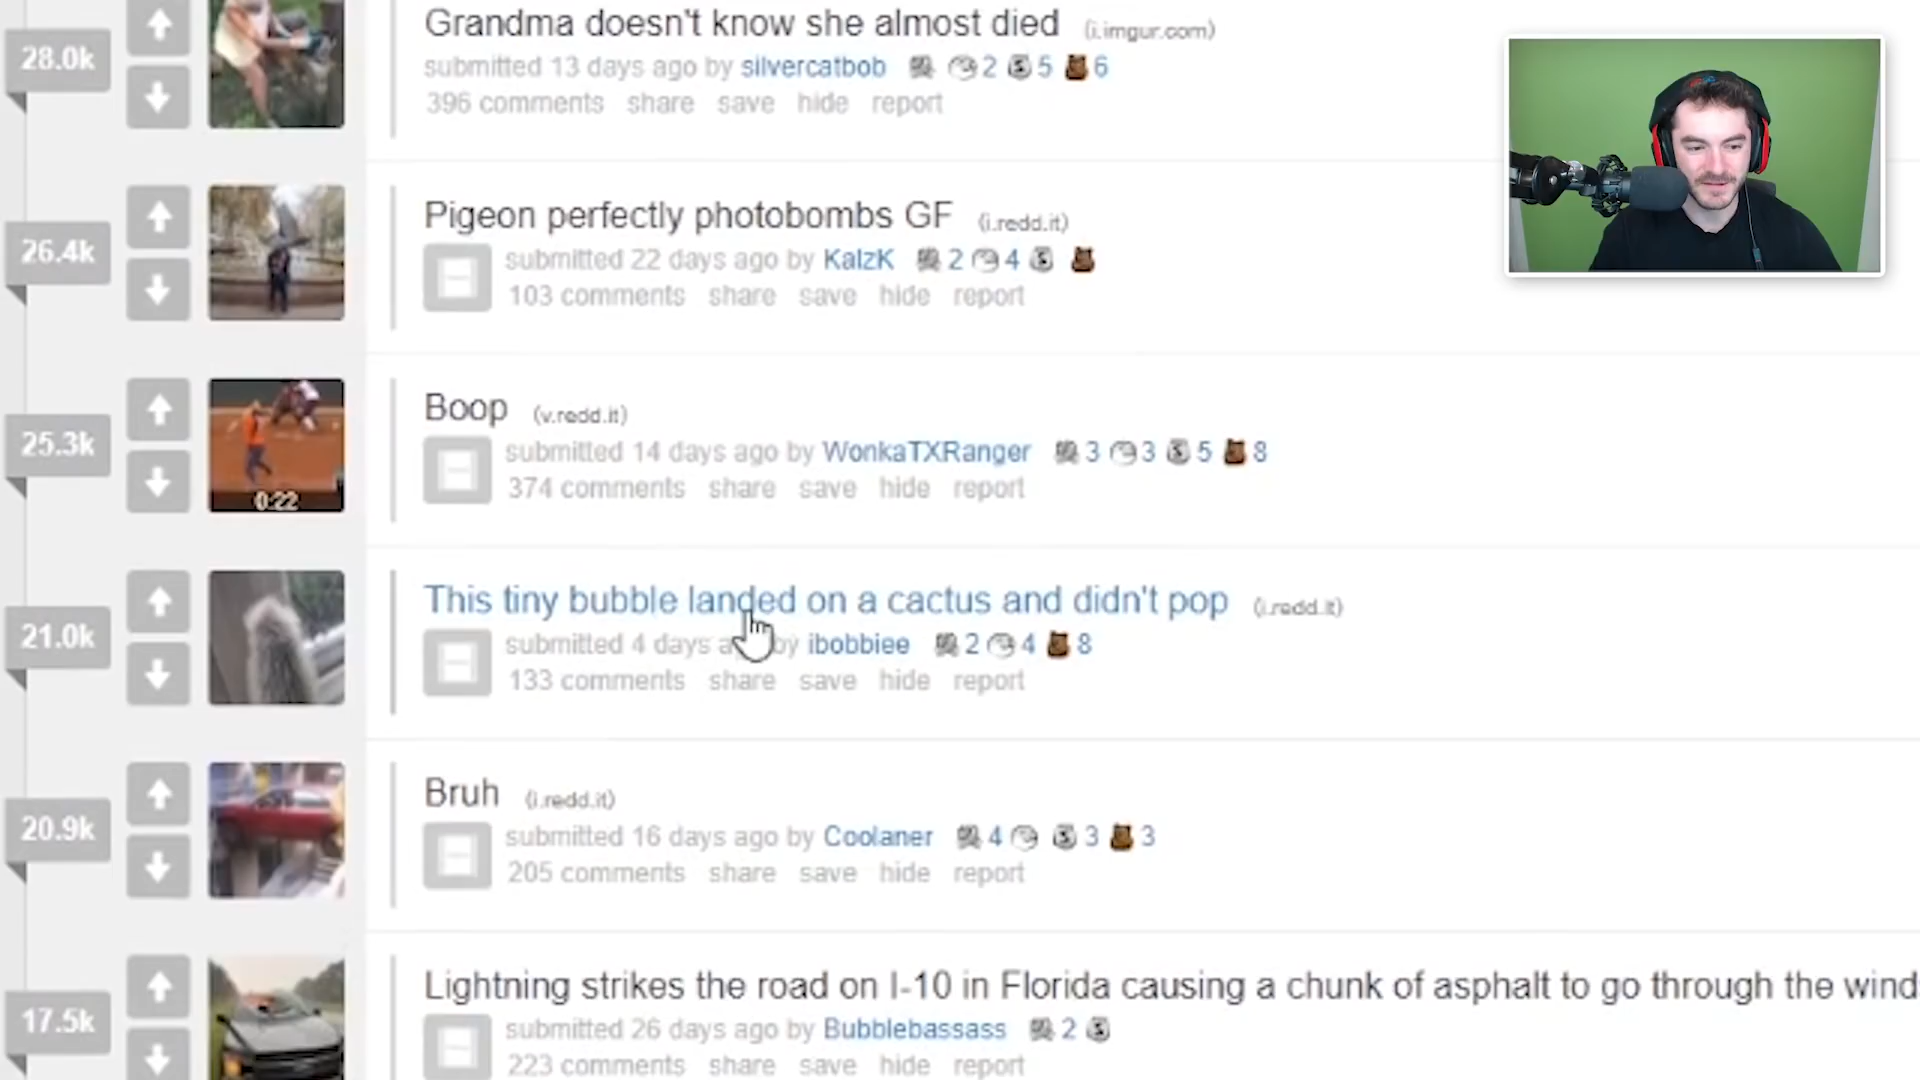 28.0k
Grandma doesn't know she almost died (i.imgur.com)
submitted 13 days ago by silvercatbob 2 5 6
396 comments share save hide report
26.4k
Pigeon perfectly photobombs GF (i.redd.it)
submitted 22 days ago by KalzK 2 4
103 comments share save hide report
25.3k
0:22
Boop (v.redd.it)
submitted 14 days ago by WonkaTXRanger 3 3 5 8
374 comments share save hide report
21.0k
This tiny bubble landed on a cactus and didn't pop (i.redd.it)
submitted 4 days by ibobbiee 2 4 8
133 comments share save hide report
20.9k
Bruh (i.redd.it)
submitted 16 days ago by Coolaner 4 3 3
205 comments share save hide report
17.5k
Lightning strikes the road on I-10 in Florida causing a chunk of asphalt to go through the wind
submitted 26 days ago by Bubblebassass 2
223 comments share save hide report